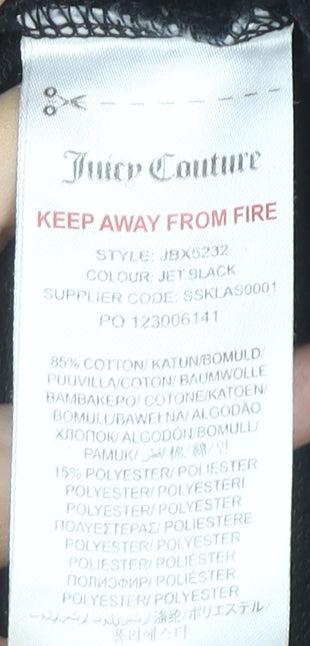 Juicy Couture
KEEP AWAY FROM FIRE
STYLE: JBX5232
COLOUR: JET BLACK
SUPPLIER CODE: SSKLAS0001
PO 123006141
85% COTTON/ KATUN/BOMULD/
PUUVILLA/COTON/ BAUMWOLLE
BAMBAKEPO/ COTONE/KATOEN/
BOMULL/BAWEŁNA/ ALGODÃO
ХЛОПОК/ ALGODÓN/BOMULL/
PAMUK/ قطن /棉/ 綿/ 면
15% POLYESTER/ POLIESTER
POLYESTER/ POLYESTERI
POLYESTER/ POLYESTER
ΠΟΛΥΕΣΤΕΡΑΣ/ POLIESTERE
POLYESTER/ POLYESTER
POLIESTER/ POLIÉSTER
ПОЛИЭФИР/ POLIÉSTER
POLYESTER/ POLYESTER
涤纶/ポリエステル/
폴리에스터